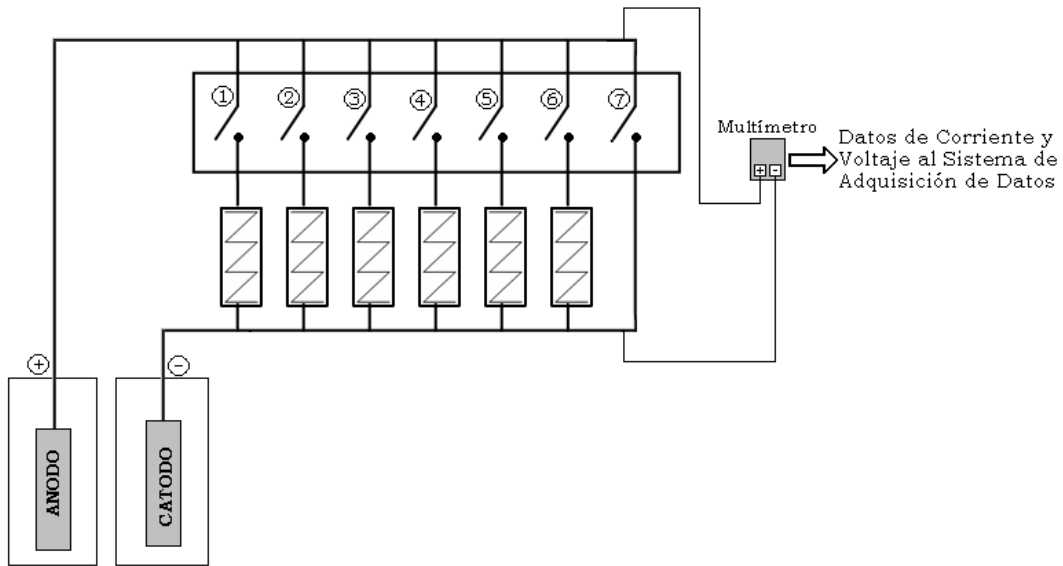 ① ② ③ ④ ⑤ ⑥ ⑦
Multímetro
+ -
Datos de Corriente y
Voltaje al Sistema de
Adquisición de Datos
+ -
ANODO
CATODO